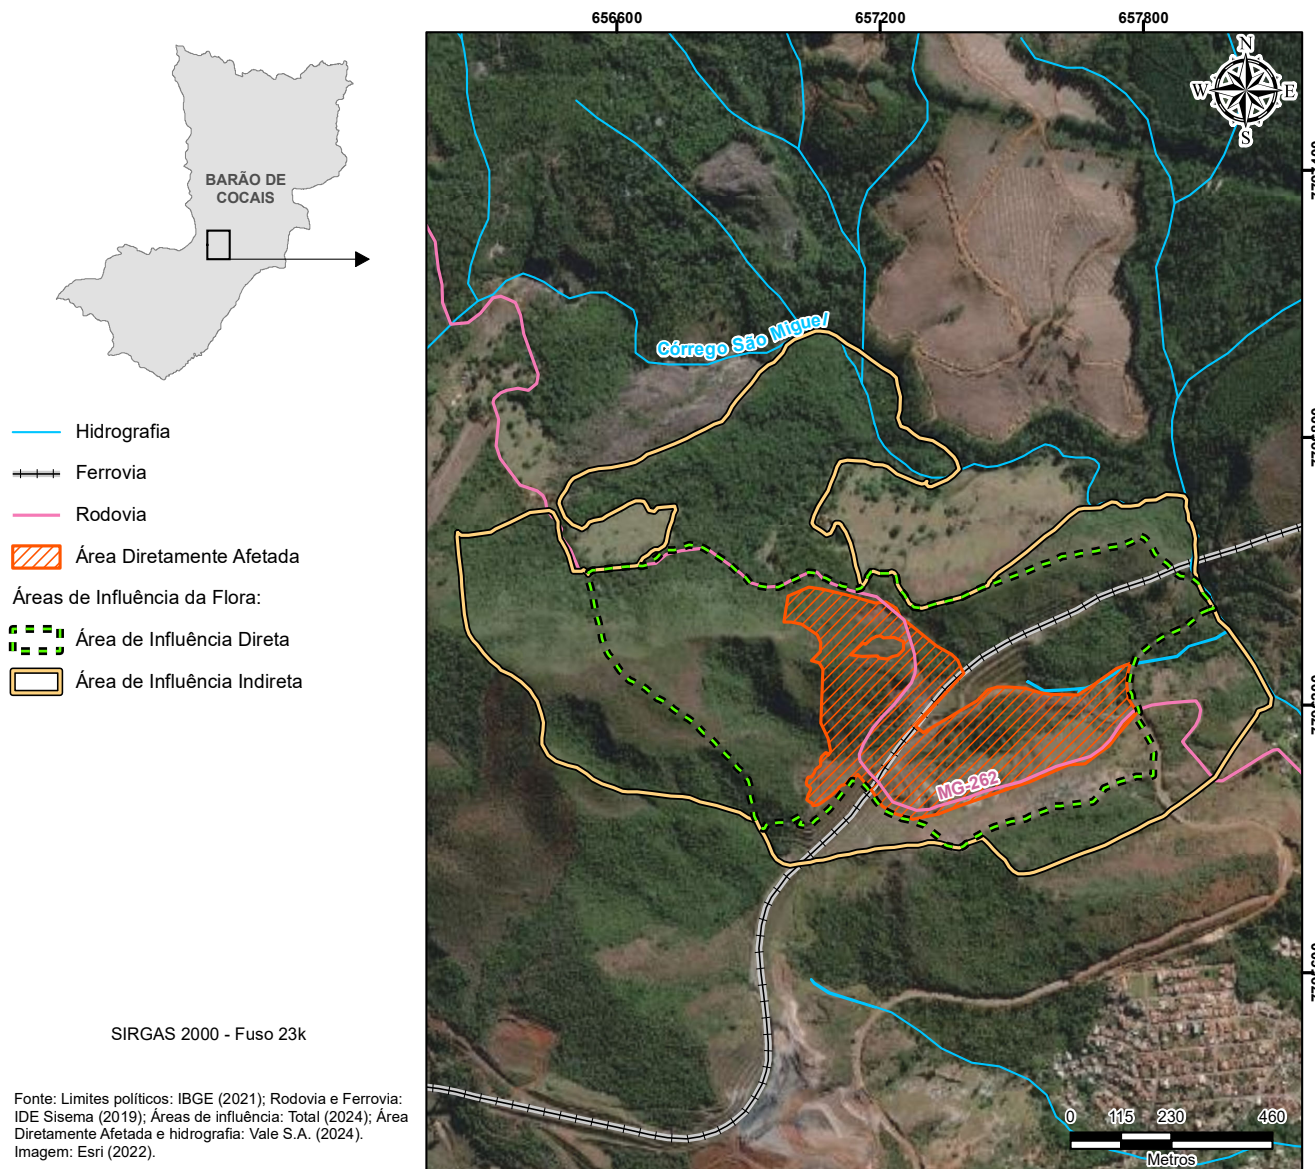 656600
657200
657800
N
W
E
S
BARÃO DE
COCAIS
Córrego São Miguel
Hidrografia
Ferrovia
Rodovia
Área Diretamente Afetada
Áreas de Influência da Flora:
Área de Influência Direta
Área de Influência Indireta
MG-262
SIRGAS 2000 - Fuso 23k
Fonte: Limites políticos: IBGE (2021); Rodovia e Ferrovia:
IDE Sisema (2019); Áreas de influência: Total (2024); Área
Diretamente Afetada e hidrografia: Vale S.A. (2024).
Imagem: Esri (2022).
0
115
230
460
Metros